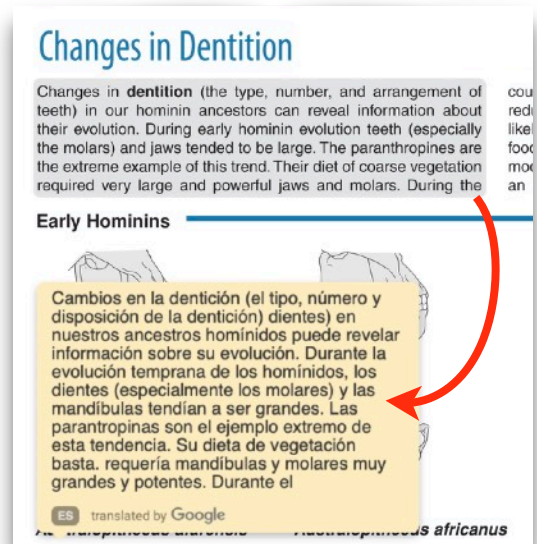 Changes in Dentition
Changes in dentition (the type, number, and arrangement of
teeth) in our hominin ancestors can reveal information about
their evolution. During early hominin evolution teeth (especially
the molars) and jaws tended to be large. The paranthropines are
the extreme example of this trend. Their diet of coarse vegetation
required very large and powerful jaws and molars. During the
cou
redu
likel
food
mod
an
Early Hominins
Cambios en la dentición (el tipo, número y
disposición de la dentición) dientes) en
nuestros ancestros homínidos puede revelar
información sobre su evolución. Durante la
evolución temprana de los homínidos, los
dientes (especialmente los molares) y las
mandíbulas tendían a ser grandes. Las
parantropinas son el ejemplo extremo de
esta tendencia. Su dieta de vegetación
basta. requería mandíbulas y molares muy
grandes y potentes. Durante el
ES translated by Google
africanus